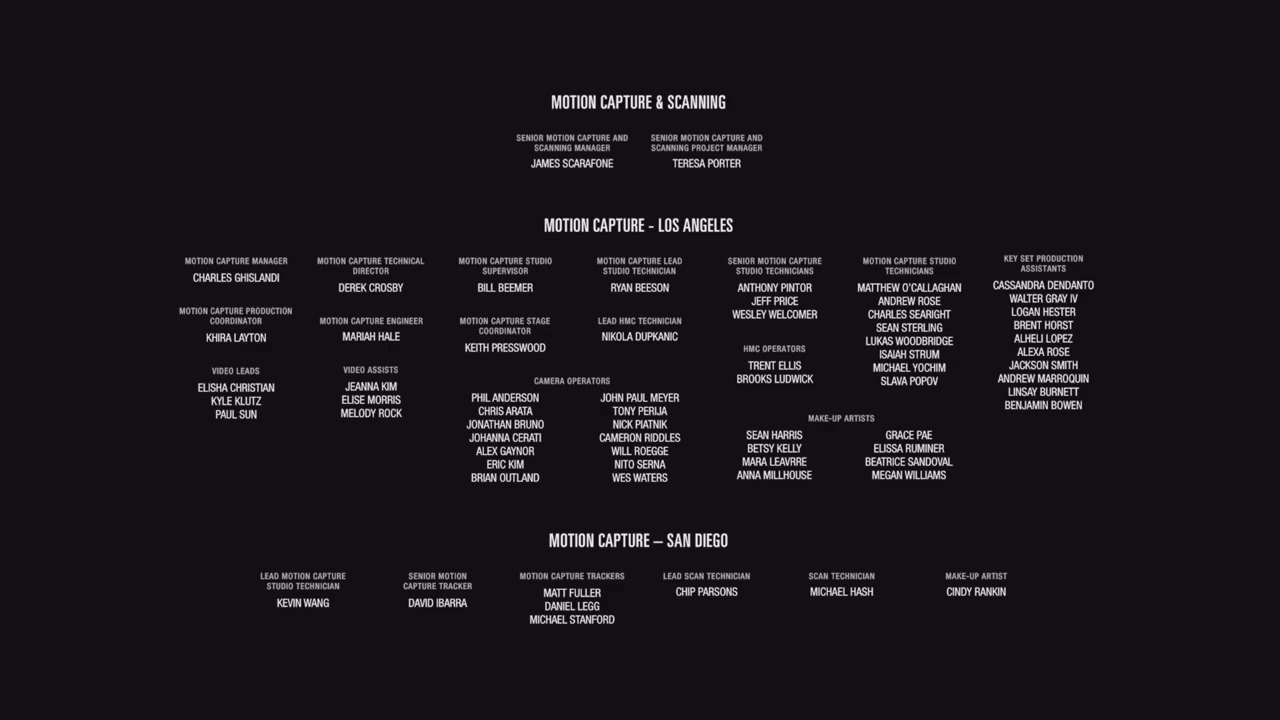 MOTION CAPTURE & SCANNING
SENIOR MOTION CAPTURE AND
SCANNING MANAGER
JAMES SCARAFONE
SENIOR MOTION CAPTURE AND
SCANNING PROJECT MANAGER
TERESA PORTER
MOTION CAPTURE - LOS ANGELES
MOTION CAPTURE MANAGER
CHARLES GHISLANDI
MOTION CAPTURE TECHNICAL
DIRECTOR
DEREK CROSBY
MOTION CAPTURE STUDIO
SUPERVISOR
BILL BEEMER
MOTION CAPTURE LEAD
STUDIO TECHNICIAN
RYAN BEESON
SENIOR MOTION CAPTURE
STUDIO TECHNICIANS
ANTHONY PINTOR
JEFF PRICE
WESLEY WELCOMER
MOTION CAPTURE STUDIO
TECHNICIANS
MATTHEW O'CALLAGHAN
ANDREW ROSE
CHARLES SEARIGHT
SEAN STERLING
LUKAS WOODBRIDGE
ISAIAH STRUM
MICHAEL YOCHIM
SLAVA POPOV
KEY SET PRODUCTION
ASSISTANTS
CASSANDRA DENDANTO
WALTER GRAY IV
LOGAN HESTER
BRENT HORST
ALHELI LOPEZ
ALEXA ROSE
JACKSON SMITH
ANDREW MARROQUIN
LINSAY BURNETT
BENJAMIN BOWEN
MOTION CAPTURE PRODUCTION
COORDINATOR
KHIRA LAYTON
MOTION CAPTURE ENGINEER
MARIAH HALE
MOTION CAPTURE STAGE
COORDINATOR
KEITH PRESSWOOD
LEAD HMC TECHNICIAN
NIKOLA DUPKANIC
HMC OPERATORS
TRENT ELLIS
BROOKS LUDWICK
VIDEO LEADS
ELISHA CHRISTIAN
KYLE KLUTZ
PAUL SUN
VIDEO ASSISTS
JEANNA KIM
ELISE MORRIS
MELODY ROCK
CAMERA OPERATORS
PHIL ANDERSON
CHRIS ARATA
JONATHAN BRUNO
JOHANNA CERATI
ALEX GAYNOR
ERIC KIM
BRIAN OUTLAND
JOHN PAUL MEYER
TONY PERIJA
NICK PIATNIK
CAMERON RIDDLES
WILL ROEGGE
NITO SERNA
WES WATERS
MAKE-UP ARTISTS
SEAN HARRIS
BETSY KELLY
MARA LEAVRRE
ANNA MILLHOUSE
GRACE PAE
ELISSA RUMINER
BEATRICE SANDOVAL
MEGAN WILLIAMS
MOTION CAPTURE – SAN DIEGO
LEAD MOTION CAPTURE
STUDIO TECHNICIAN
KEVIN WANG
SENIOR MOTION
CAPTURE TRACKER
DAVID IBARRA
MOTION CAPTURE TRACKERS
MATT FULLER
DANIEL LEGG
MICHAEL STANFORD
LEAD SCAN TECHNICIAN
CHIP PARSONS
SCAN TECHNICIAN
MICHAEL HASH
MAKE-UP ARTIST
CINDY RANKIN